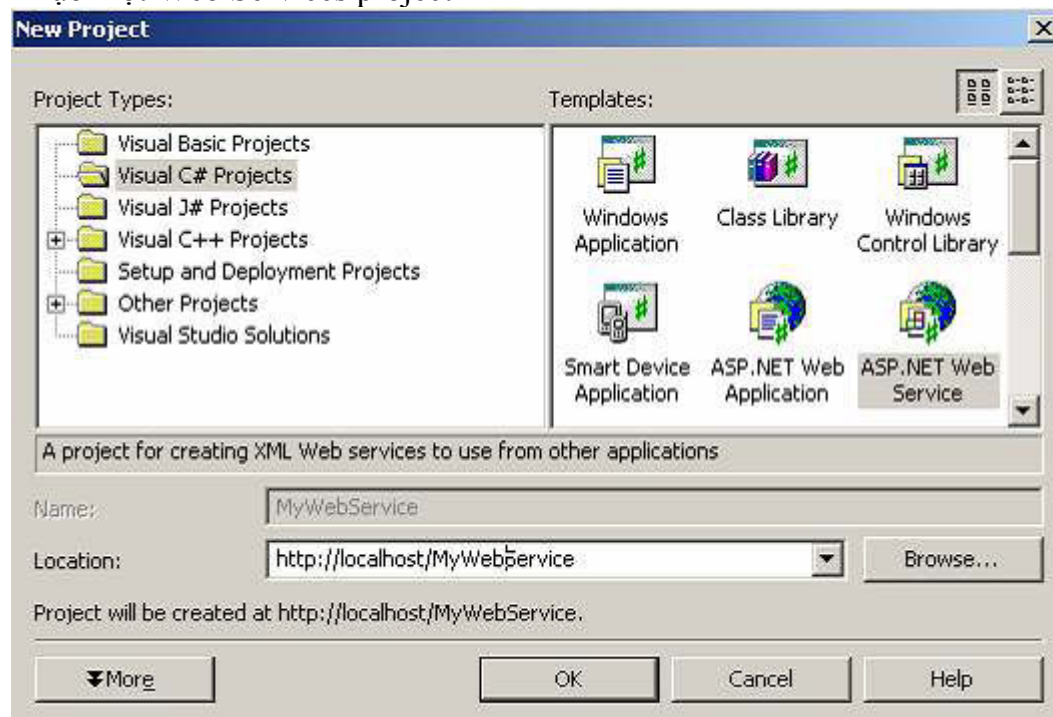 Web Services project
New Project
Project Types:
Templates:
Visual Basic Projects
Visual C# Projects
Visual J# Projects
Visual C++ Projects
Setup and Deployment Projects
Other Projects
Visual Studio Solutions
Windows
Application
Class Library
Windows
Control Library
Smart Device
Application
ASP.NET Web
Application
ASP.NET Web
Service
A project for creating XML Web services to use from other applications
Name:
MyWebService
Location:
http://localhost/MyWebService
Browse...
Project will be created at http://localhost/MyWebService.
More
OK
Cancel
Help